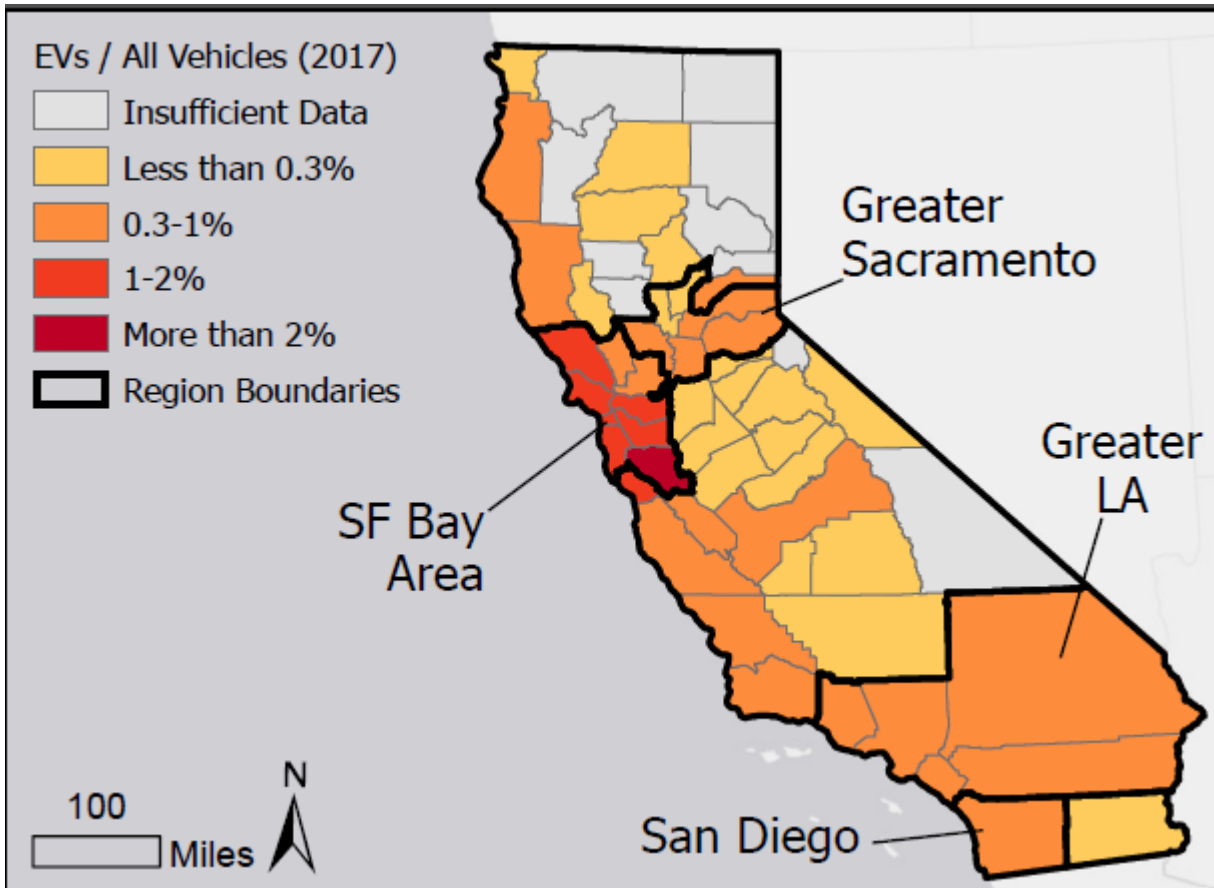 EVs / All Vehicles (2017)
Insufficient Data
Less than 0.3%
0.3-1%
1-2%
More than 2%
Region Boundaries
Greater
Sacramento
Greater
LA
SF Bay
Area
San Diego
100
Miles
N